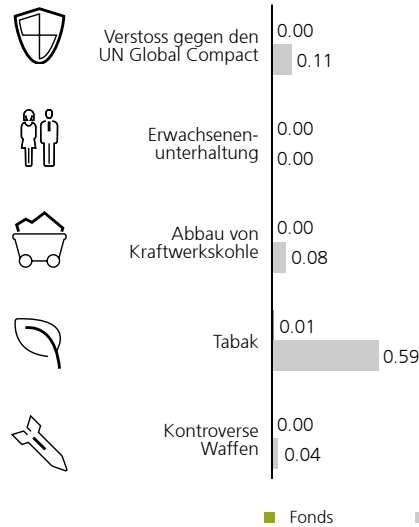 Verstoss gegen den
UN Global Compact
0.00
0.11
Erwachsenen-
unterhaltung
0.00
0.00
Abbau von
Kraftwerkskohle
0.00
0.08
Tabak
0.01
0.59
Kontroverse
Waffen
0.00
0.04
Fonds